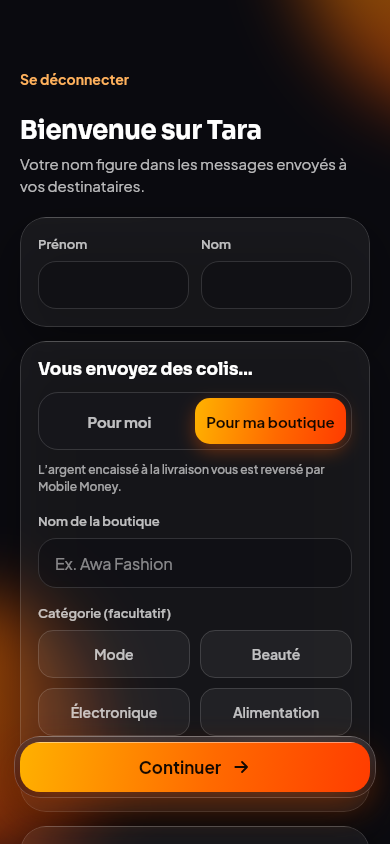 Se déconnecter
Bienvenue sur Tara
Votre nom figure dans les messages envoyés à
vos destinataires.
Prénom
Nom
Vous envoyez des colis...
Pour moi
Pour ma boutique
L'argent encaissé à la livraison vous est reversé par
Mobile Money.
Nom de la boutique
Ex. Awa Fashion
Catégorie (facultatif)
Mode
Beauté
Électronique
Alimentation
Continuer →